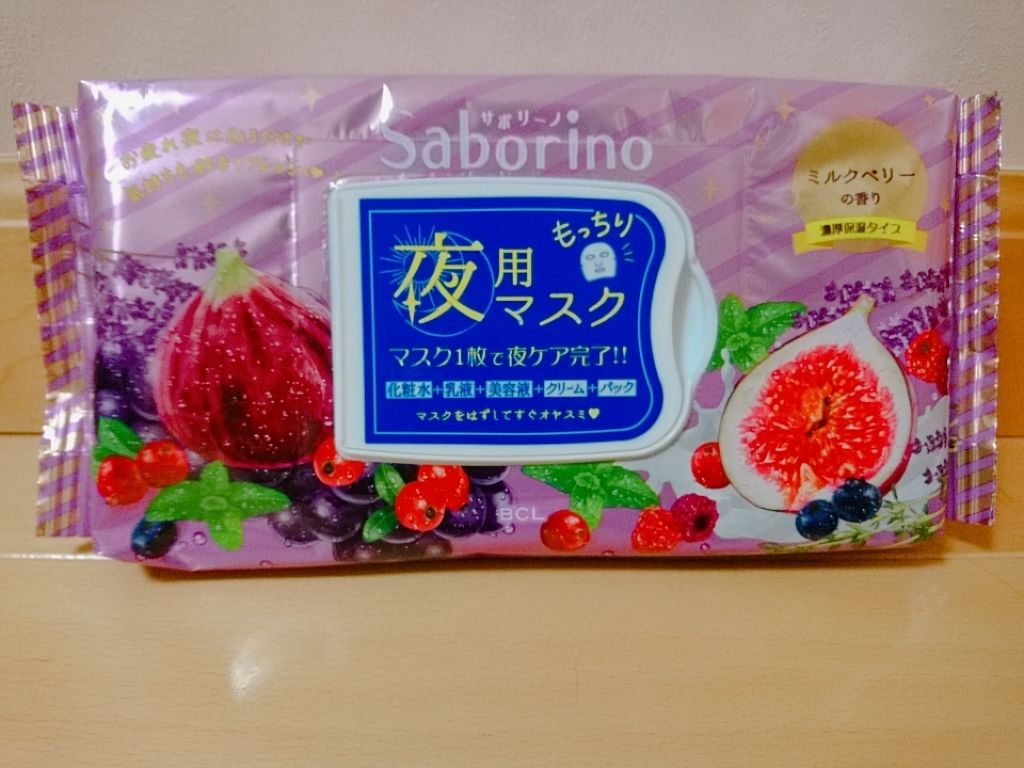 サボリーノ
Saborino
ミルクベリー
の香り
濃厚保湿タイプ
もっちり
夜用
マスク
マスク1枚で夜ケア完了!!
化粧水+乳液+美容液+クリーム+パック
マスクをはずしてすぐオヤスミ♥
BCL